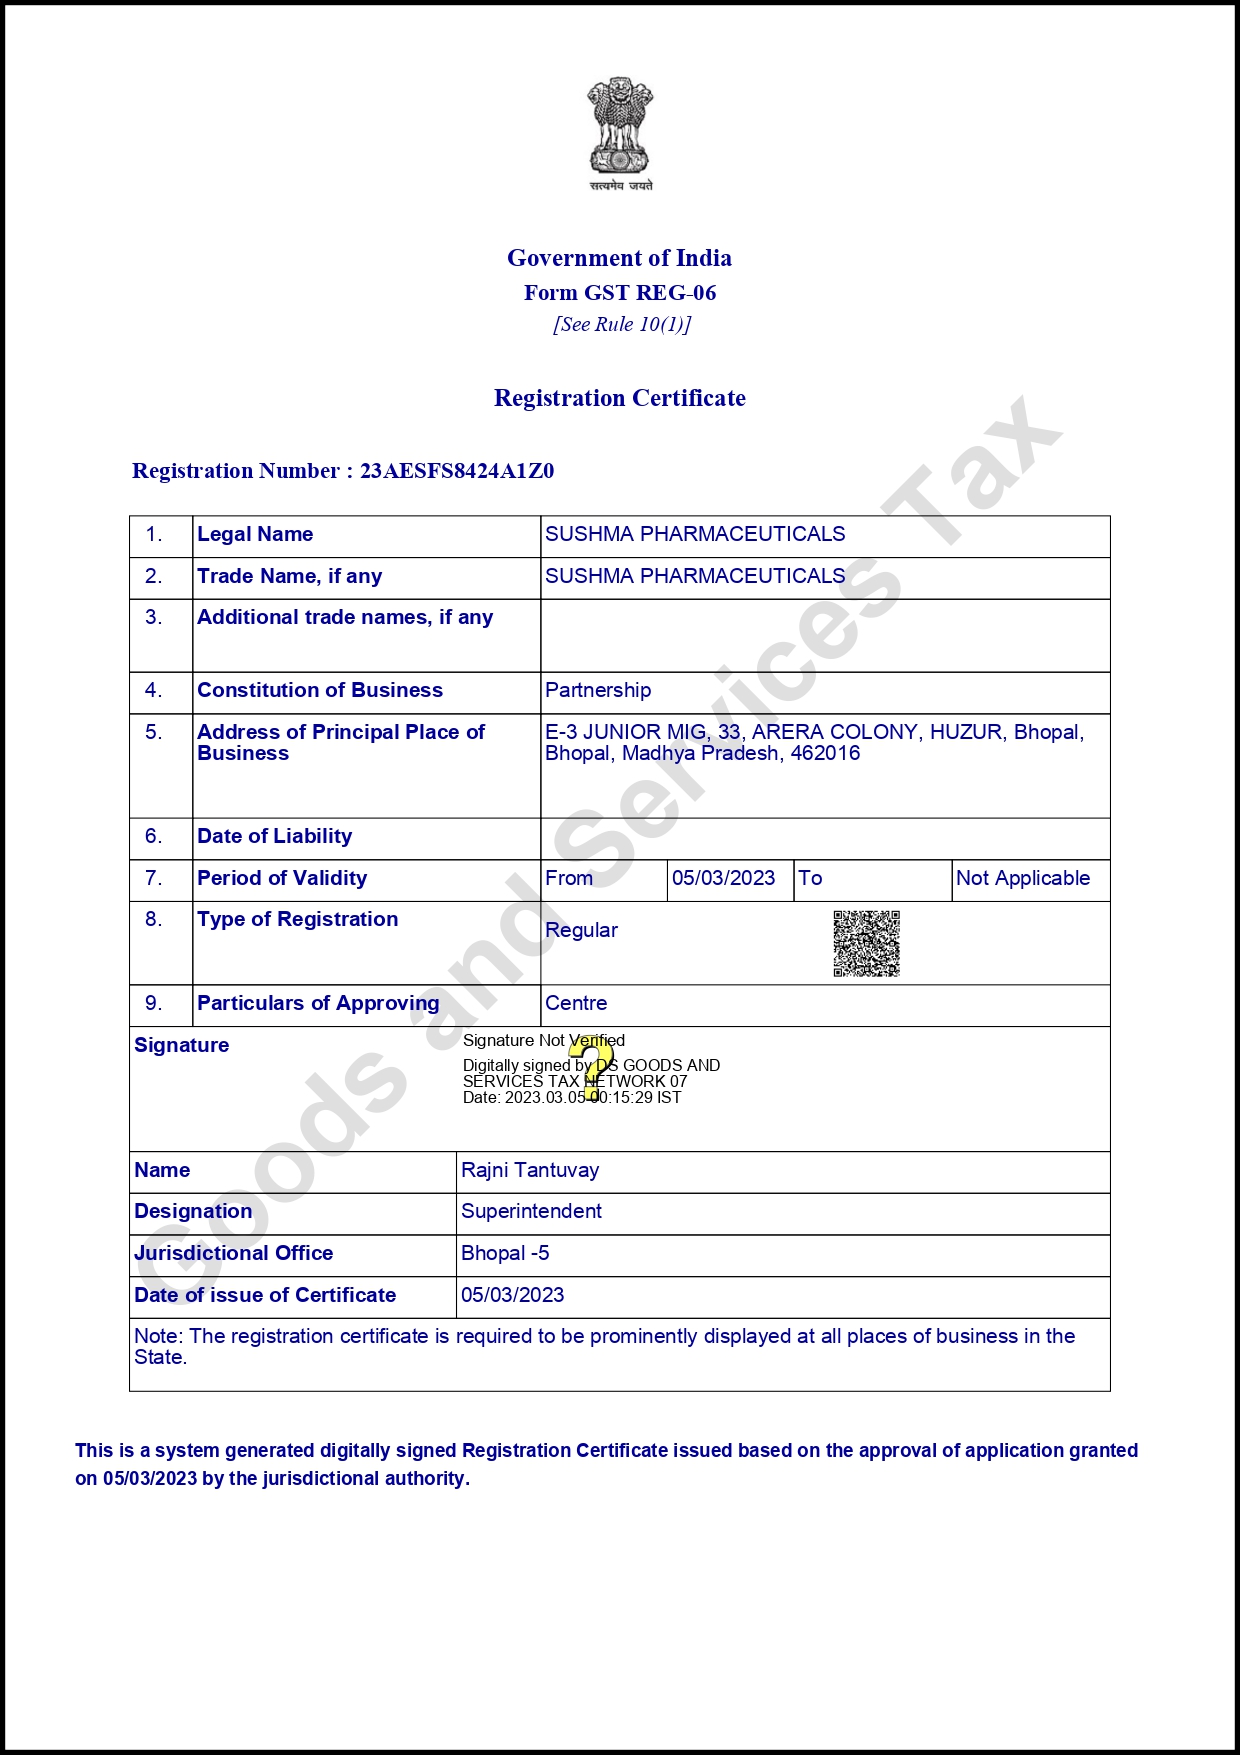 सत्यमेव जयते
Government of India
Form GST REG-06
[See Rule 10(1)]
Registration Certificate
Registration Number : 23AESFS8424A1Z0
1. Legal Name SUSHMA PHARMACEUTICALS
2. Trade Name, if any SUSHMA PHARMACEUTICALS
3. Additional trade names, if any
4. Constitution of Business Partnership
5. Address of Principal Place of E-3 JUNIOR MIG, 33, ARERA COLONY, HUZUR, Bhopal,
Business Bhopal, Madhya Pradesh, 462016
6. Date of Liability
7. Period of Validity From 05/03/2023 To Not Applicable
8. Type of Registration Regular
9. Particulars of Approving Centre
Signature Signature Not Verified
Digitally signed by DS GOODS AND
SERVICES TAX NETWORK 07
Date: 2023.03.05 00:15:29 IST
Name Rajni Tantuvay
Designation Superintendent
Jurisdictional Office Bhopal -5
Date of issue of Certificate 05/03/2023
Note: The registration certificate is required to be prominently displayed at all places of business in the
State.
This is a system generated digitally signed Registration Certificate issued based on the approval of application granted
on 05/03/2023 by the jurisdictional authority.
Goods and Services Tax